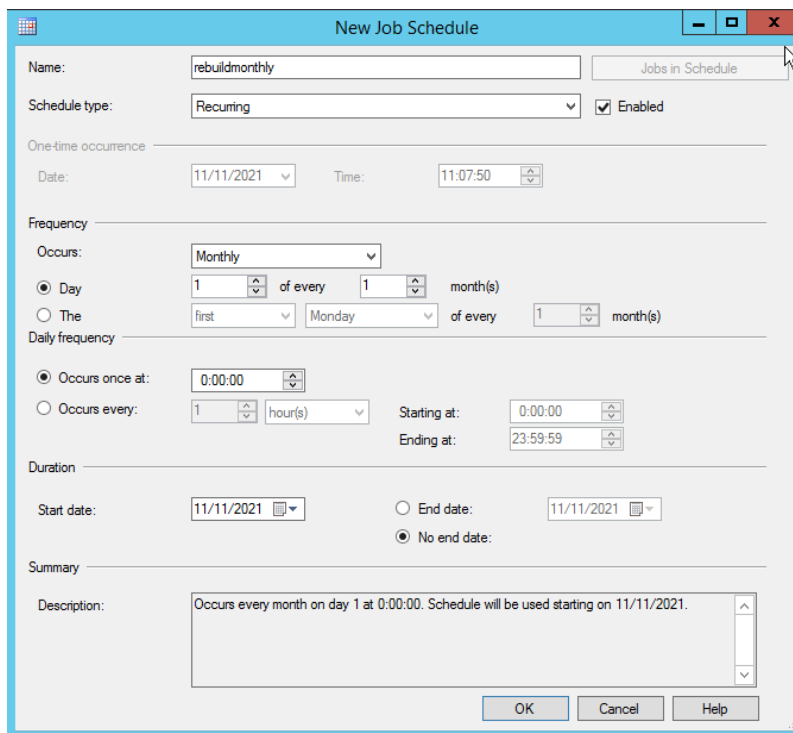 New Job Schedule
Name: rebuildmonthly Jobs in Schedule
Schedule type: Recurring Enabled
One-time occurrence
Date: 11/11/2021 Time: 11:07:50
Frequency
Occurs: Monthly
Day 1 of every 1 month(s)
The first Monday of every 1 month(s)
Daily frequency
Occurs once at: 0:00:00
Occurs every: 1 hour(s) Starting at: 0:00:00
Ending at: 23:59:59
Duration
Start date: 11/11/2021 End date: 11/11/2021
No end date:
Summary
Description: Occurs every month on day 1 at 0:00:00. Schedule will be used starting on 11/11/2021.
OK Cancel Help